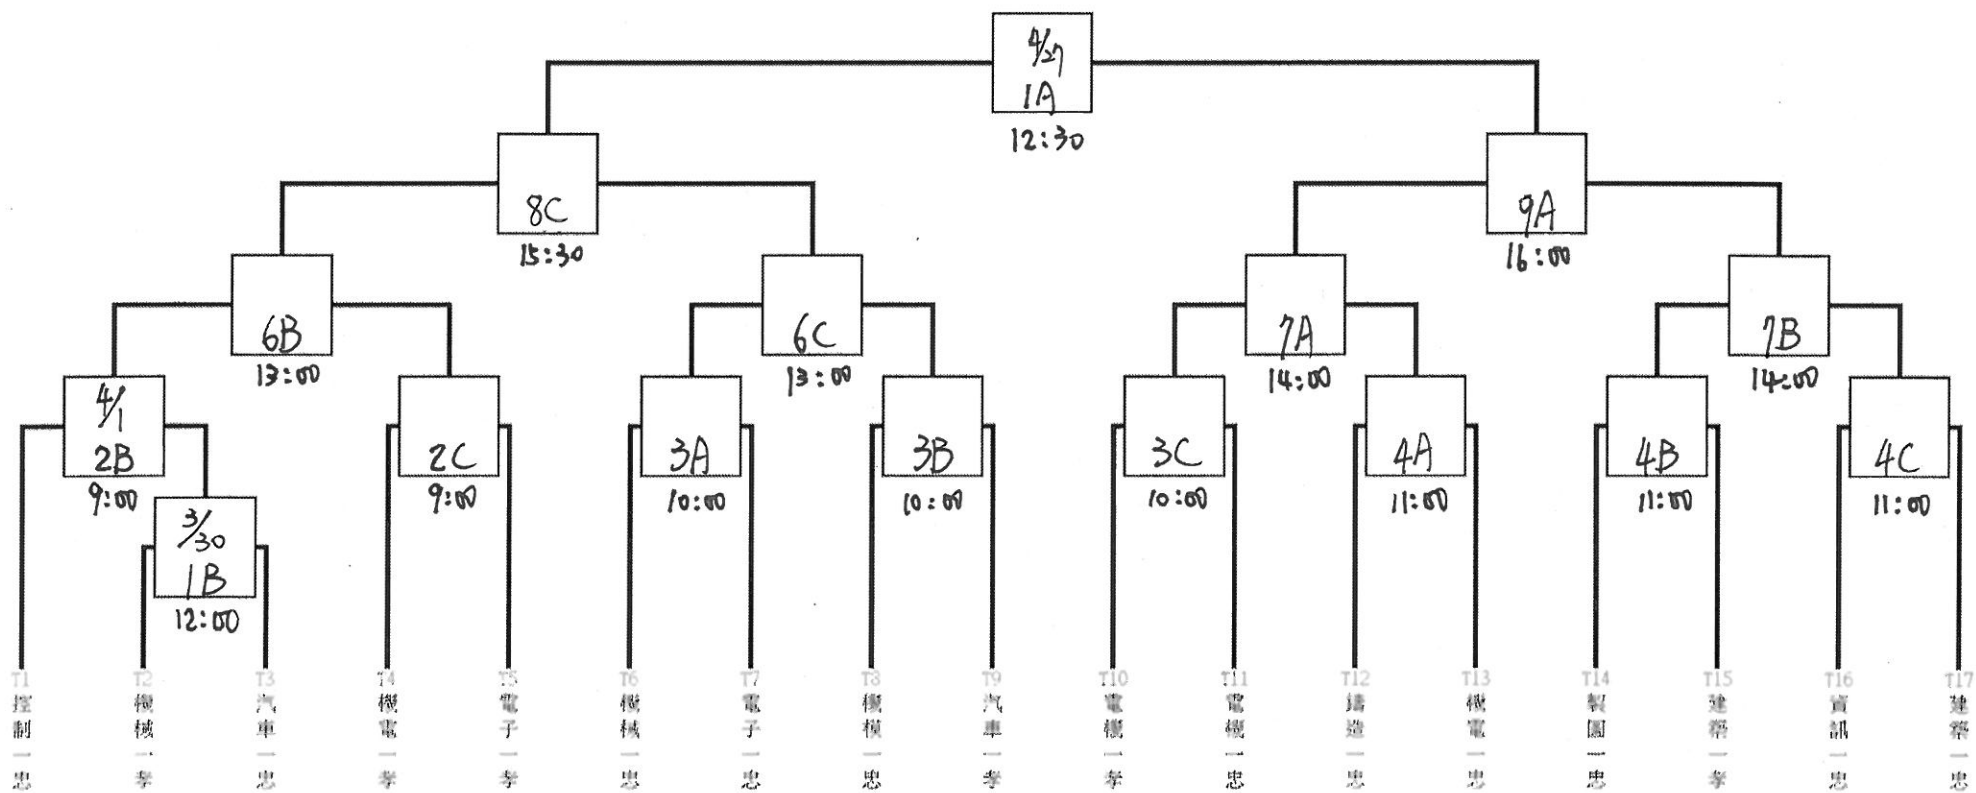 4/27
1A
12:30
8C
15:30
9A
16:00
6B
13:00
6C
13:00
7A
14:00
7B
14:00
4/1
2B
9:00
2C
9:00
3A
10:00
3B
10:00
3C
10:00
4A
11:00
4B
11:00
4C
11:00
3/30
1B
12:00
T1 控制一忠
T2 機械一孝
T3 汽車一忠
T4 機電一孝
T5 電子一孝
T6 機械一忠
T7 電子一忠
T8 機模一忠
T9 汽車一孝
T10 電機一孝
T11 電機一忠
T12 鑄造一忠
T13 機電一忠
T14 製圖一忠
T15 建築一孝
T16 資訊一忠
T17 建築一忠